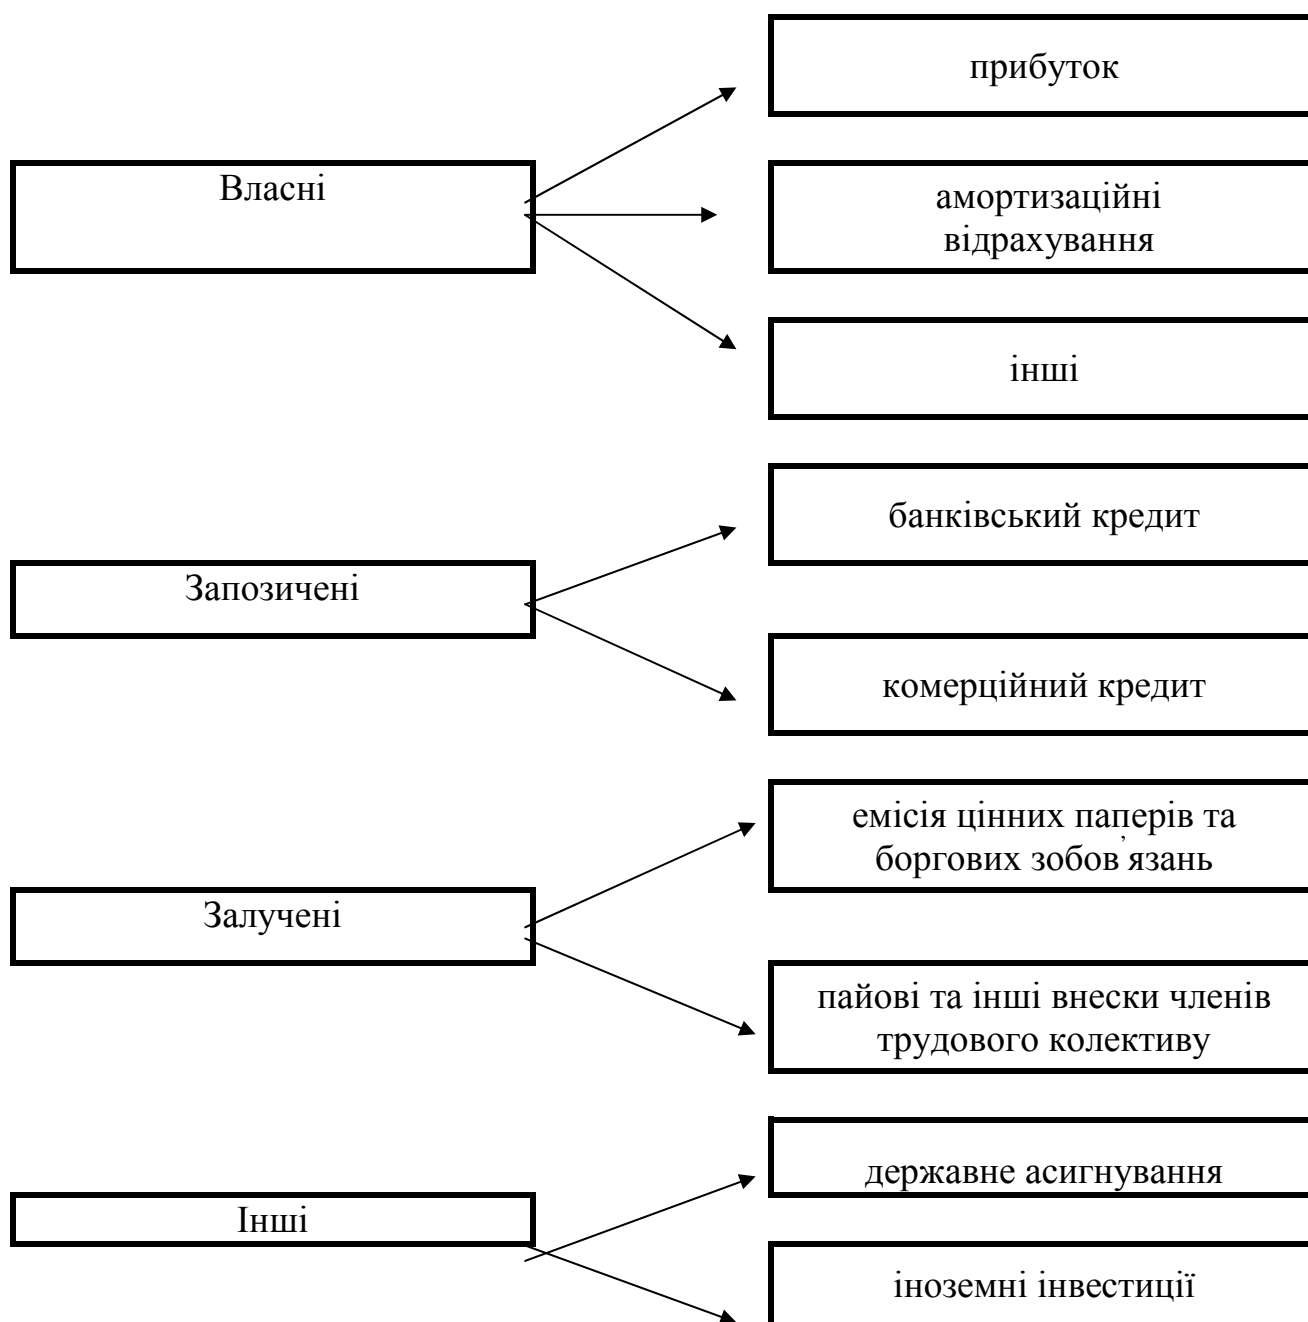 прибуток
Власні
амортизаційні
відрахування
інші
банківський кредит
Запозичені
комерційний кредит
емісія цінних паперів та
боргових зобов’язань
Залучені
пайові та інші внески членів
трудового колективу
державне асигнування
Інші
іноземні інвестиції